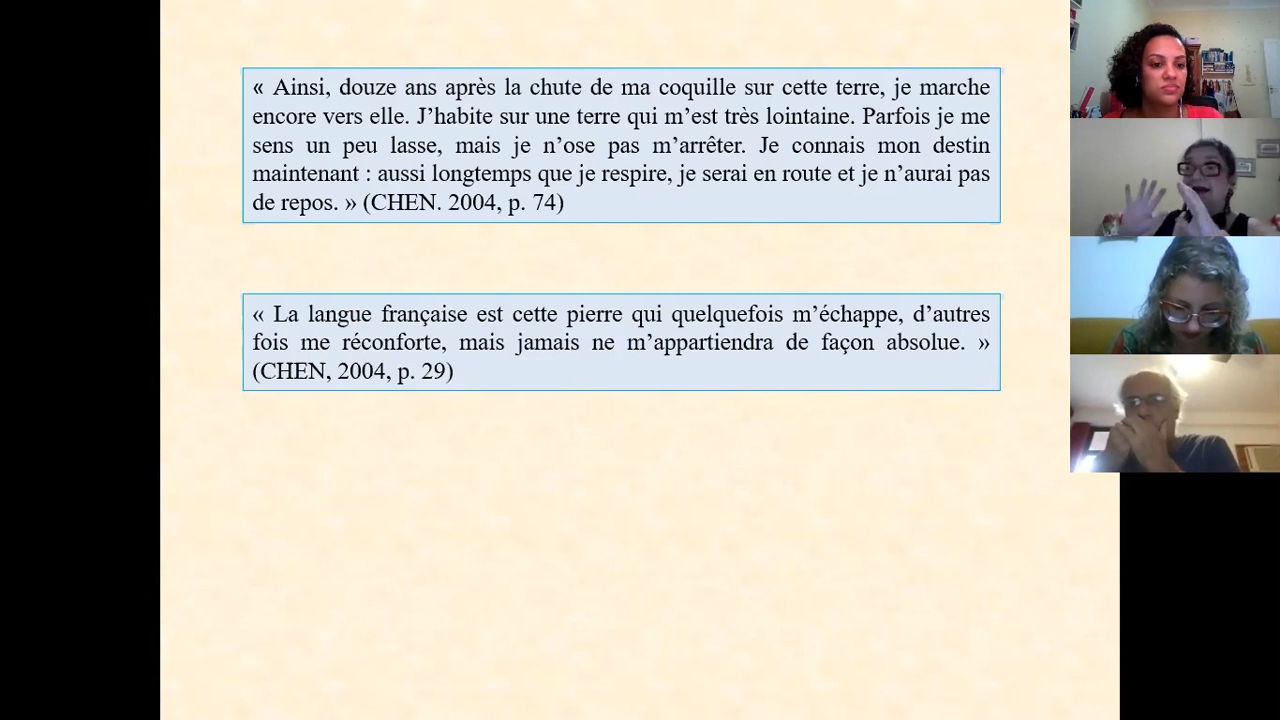 « Ainsi, douze ans après la chute de ma coquille sur cette terre, je marche
encore vers elle. J’habite sur une terre qui m’est très lointaine. Parfois je me
sens un peu lasse, mais je n’ose pas m’arrêter. Je connais mon destin
maintenant : aussi longtemps que je respire, je serai en route et je n’aurai pas
de repos. » (CHEN. 2004, p. 74)
« La langue française est cette pierre qui quelquefois m’échappe, d’autres
fois me réconforte, mais jamais ne m’appartiendra de façon absolue. »
(CHEN, 2004, p. 29)